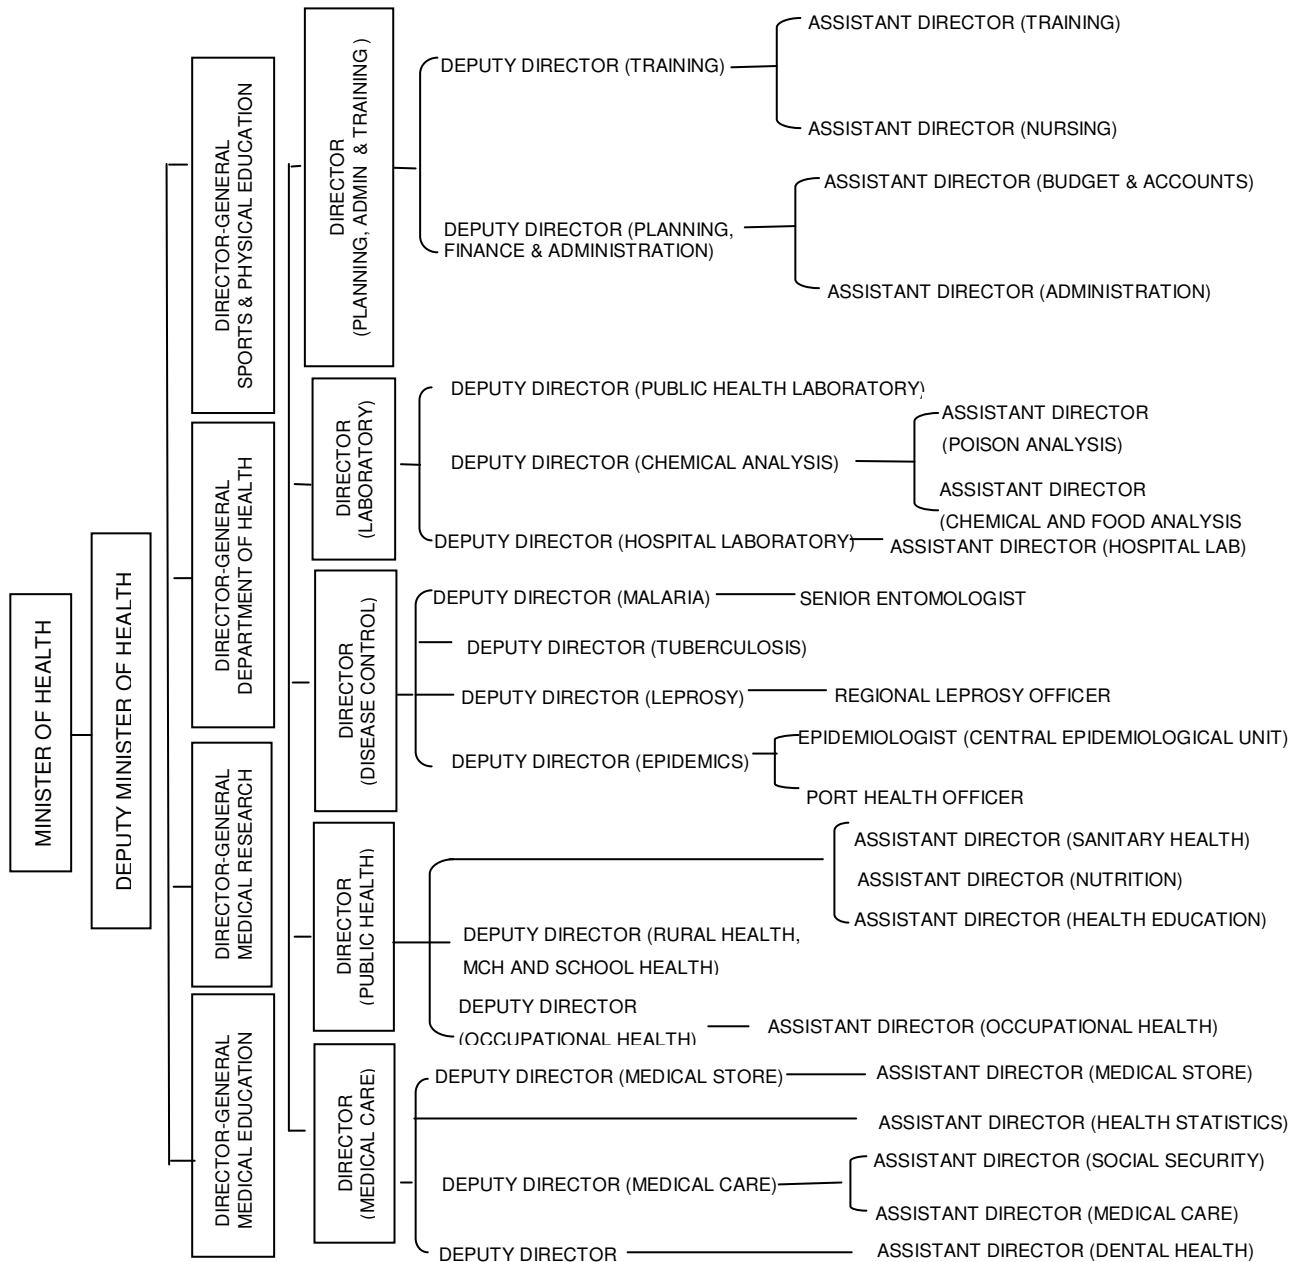 MINISTER OF HEALTH
DEPUTY MINISTER OF HEALTH
DIRECTOR-GENERAL
SPORTS & PHYSICAL EDUCATION
DIRECTOR-GENERAL
DEPARTMENT OF HEALTH
DIRECTOR-GENERAL
MEDICAL RESEARCH
DIRECTOR-GENERAL
MEDICAL EDUCATION
DIRECTOR
(PLANNING, ADMIN & TRAINING )
DEPUTY DIRECTOR (TRAINING)
ASSISTANT DIRECTOR (TRAINING)
ASSISTANT DIRECTOR (NURSING)
DEPUTY DIRECTOR (PLANNING,
FINANCE & ADMINISTRATION)
ASSISTANT DIRECTOR (BUDGET & ACCOUNTS)
ASSISTANT DIRECTOR (ADMINISTRATION)
DIRECTOR
(LABORATORY)
DEPUTY DIRECTOR (PUBLIC HEALTH LABORATORY)
DEPUTY DIRECTOR (CHEMICAL ANALYSIS)
ASSISTANT DIRECTOR
(POISON ANALYSIS)
ASSISTANT DIRECTOR
(CHEMICAL AND FOOD ANALYSIS
DEPUTY DIRECTOR (HOSPITAL LABORATORY)
ASSISTANT DIRECTOR (HOSPITAL LAB)
DIRECTOR
(DISEASE CONTROL)
DEPUTY DIRECTOR (MALARIA)
SENIOR ENTOMOLOGIST
DEPUTY DIRECTOR (TUBERCULOSIS)
DEPUTY DIRECTOR (LEPROSY)
REGIONAL LEPROSY OFFICER
DEPUTY DIRECTOR (EPIDEMICS)
EPIDEMIOLOGIST (CENTRAL EPIDEMIOLOGICAL UNIT)
PORT HEALTH OFFICER
DIRECTOR
(PUBLIC HEALTH)
ASSISTANT DIRECTOR (SANITARY HEALTH)
ASSISTANT DIRECTOR (NUTRITION)
ASSISTANT DIRECTOR (HEALTH EDUCATION)
DEPUTY DIRECTOR (RURAL HEALTH,
MCH AND SCHOOL HEALTH)
DEPUTY DIRECTOR
(OCCUPATIONAL HEALTH)
ASSISTANT DIRECTOR (OCCUPATIONAL HEALTH)
DIRECTOR
(MEDICAL CARE)
DEPUTY DIRECTOR (MEDICAL STORE)
ASSISTANT DIRECTOR (MEDICAL STORE)
ASSISTANT DIRECTOR (HEALTH STATISTICS)
DEPUTY DIRECTOR (MEDICAL CARE)
ASSISTANT DIRECTOR (SOCIAL SECURITY)
ASSISTANT DIRECTOR (MEDICAL CARE)
DEPUTY DIRECTOR
ASSISTANT DIRECTOR (DENTAL HEALTH)